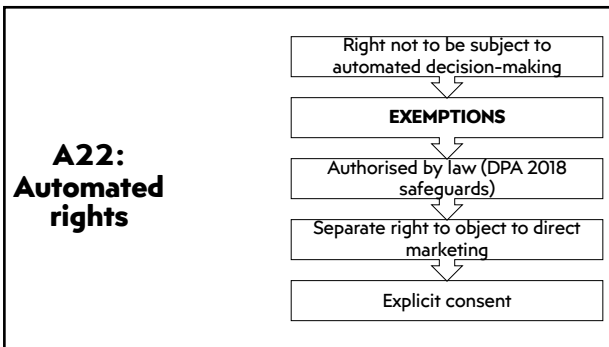 A22:
Automated
rights
Right not to be subject to
automated decision-making
EXEMPTIONS
Authorised by law (DPA 2018
safeguards)
Separate right to object to direct
marketing
Explicit consent